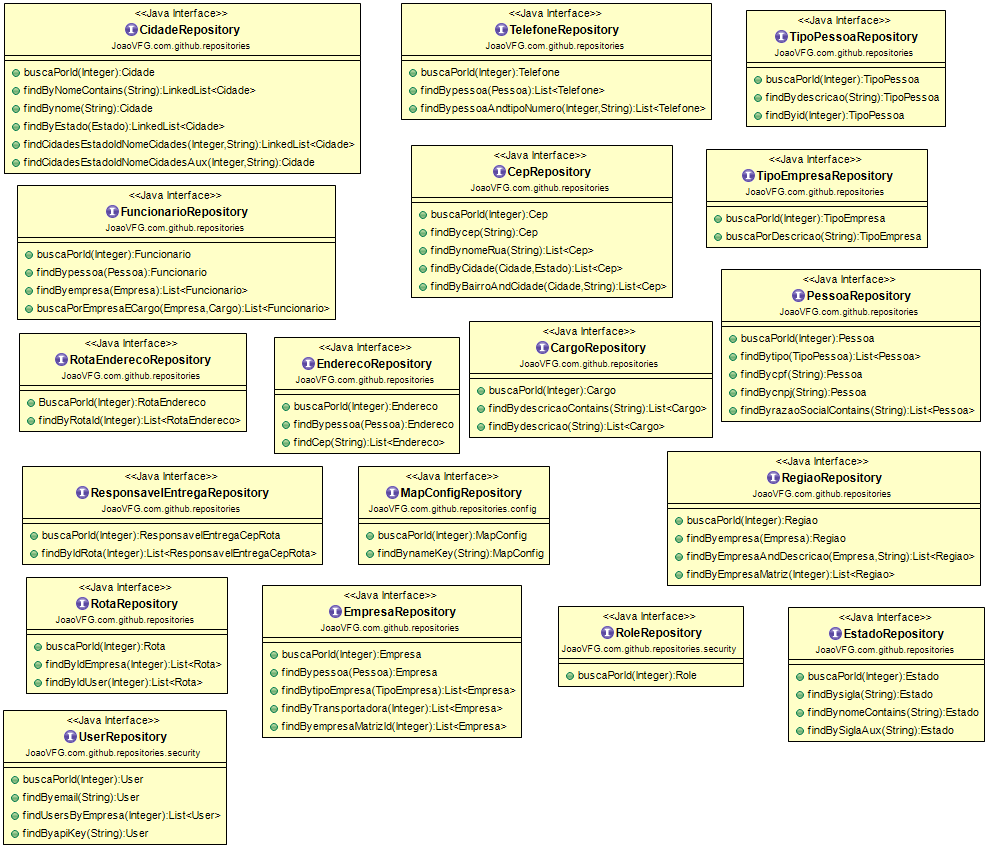 <<Java Interface>>
CidadeRepository
JoaoVFG.com.github.repositories
buscaPorId(Integer):Cidade
findByNomeContains(String):LinkedList<Cidade>
findBynome(String):Cidade
findByEstado(Estado):LinkedList<Cidade>
findCidadesEstadoIdNomeCidades(Integer,String):LinkedList<Cidade>
findCidadesEstadoIdNomeCidadesAux(Integer,String):Cidade
<<Java Interface>>
TelefoneRepository
JoaoVFG.com.github.repositories
buscaPorId(Integer):Telefone
findBypessoa(Pessoa):List<Telefone>
findBypessoaAndtipoNumero(Integer,String):List<Telefone>
<<Java Interface>>
TipoPessoaRepository
JoaoVFG.com.github.repositories
buscaPorId(Integer):TipoPessoa
findBydescricao(String):TipoPessoa
findByid(Integer):TipoPessoa
<<Java Interface>>
FuncionarioRepository
JoaoVFG.com.github.repositories
buscaPorId(Integer):Funcionario
findBypessoa(Pessoa):Funcionario
findByempresa(Empresa):List<Funcionario>
buscaPorEmpresaECargo(Empresa,Cargo):List<Funcionario>
<<Java Interface>>
CepRepository
JoaoVFG.com.github.repositories
buscaPorId(Integer):Cep
findBycep(String):Cep
findBynomeRua(String):List<Cep>
findByCidade(Cidade,Estado):List<Cep>
findByBairroAndCidade(Cidade,String):List<Cep>
<<Java Interface>>
TipoEmpresaRepository
JoaoVFG.com.github.repositories
buscaPorId(Integer):TipoEmpresa
buscaPorDescricao(String):TipoEmpresa
<<Java Interface>>
PessoaRepository
JoaoVFG.com.github.repositories
buscaPorId(Integer):Pessoa
findBytipo(TipoPessoa):List<Pessoa>
findBycpf(String):Pessoa
findBycnpj(String):Pessoa
findByrazaoSocialContains(String):List<Pessoa>
<<Java Interface>>
RotaEnderecoRepository
JoaoVFG.com.github.repositories
BuscaPorId(Integer):RotaEndereco
findByRotaId(Integer):List<RotaEndereco>
<<Java Interface>>
EnderecoRepository
JoaoVFG.com.github.repositories
buscaPorId(Integer):Endereco
findBypessoa(Pessoa):Endereco
findCep(String):List<Endereco>
<<Java Interface>>
CargoRepository
JoaoVFG.com.github.repositories
buscaPorId(Integer):Cargo
findBydescricaoContains(String):List<Cargo>
findBydescricao(String):List<Cargo>
<<Java Interface>>
ResponsavelEntregaRepository
JoaoVFG.com.github.repositories
buscaPorId(Integer):ResponsavelEntregaCepRota
findByIdRota(Integer):List<ResponsavelEntregaCepRota>
<<Java Interface>>
MapConfigRepository
JoaoVFG.com.github.repositories.config
buscaPorId(Integer):MapConfig
findBynameKey(String):MapConfig
<<Java Interface>>
RegiaoRepository
JoaoVFG.com.github.repositories
buscaPorId(Integer):Regiao
findByempresa(Empresa):Regiao
findByEmpresaAndDescricao(Empresa,String):List<Regiao>
findByEmpresaMatriz(Integer):List<Regiao>
<<Java Interface>>
RotaRepository
JoaoVFG.com.github.repositories
buscaPorId(Integer):Rota
findByIdEmpresa(Integer):List<Rota>
findByIdUser(Integer):List<Rota>
<<Java Interface>>
EmpresaRepository
JoaoVFG.com.github.repositories
buscaPorId(Integer):Empresa
findBypessoa(Pessoa):Empresa
findBytipoEmpresa(TipoEmpresa):List<Empresa>
findByTransportadora(Integer):List<Empresa>
findByempresaMatrizId(Integer):List<Empresa>
<<Java Interface>>
RoleRepository
JoaoVFG.com.github.repositories.security
buscaPorId(Integer):Role
<<Java Interface>>
EstadoRepository
JoaoVFG.com.github.repositories
buscaPorId(Integer):Estado
findBysigla(String):Estado
findBynomeContains(String):Estado
findBySiglaAux(String):Estado
<<Java Interface>>
UserRepository
JoaoVFG.com.github.repositories.security
buscaPorId(Integer):User
findByemail(String):User
findUsersByEmpresa(Integer):List<User>
findByapiKey(String):User